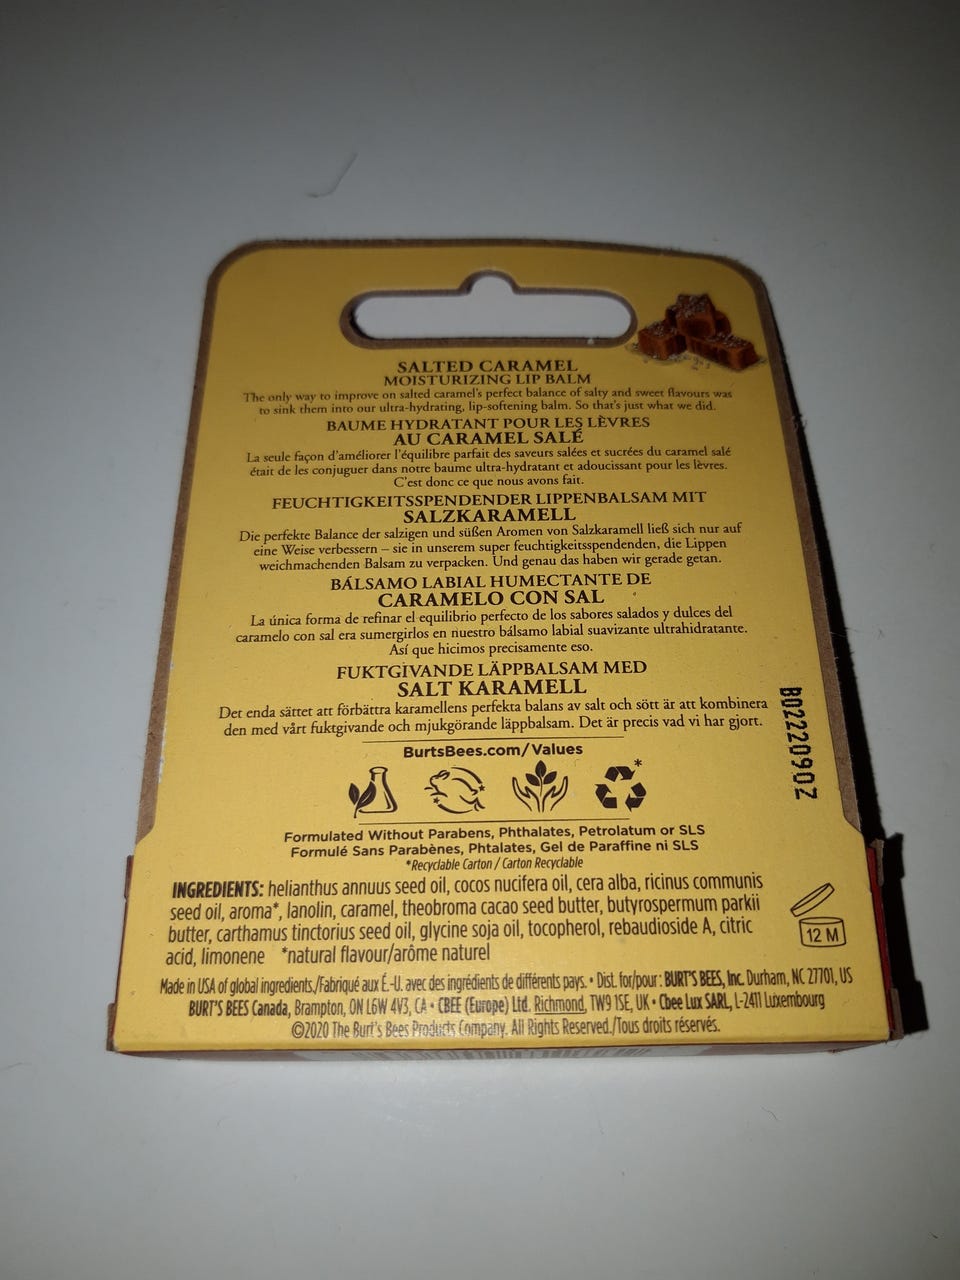 SALTED CARAMEL
MOISTURIZING LIP BALM
The only way to improve on salted caramel's perfect balance of salty and sweet flavours was
to sink them into our ultra-hydrating, lip-softening balm. So that's just what we did.
BAUME HYDRATANT POUR LES LÈVRES
AU CARAMEL SALÉ
La seule façon d'améliorer l'équilibre parfait des saveurs salées et sucrées du caramel salé
était de les conjuguer dans notre baume ultra-hydratant et adoucissant pour les lèvres.
C'est donc ce que nous avons fait.
FEUCHTIGKEITSSPENDENDER LIPPENBALSAM MIT
SALZKARAMELL
Die perfekte Balance der salzigen und süßen Aromen von Salzkaramell ließ sich nur auf
eine Weise verbessern – sie in unserem super feuchtigkeitsspendenden, die Lippen
weichmachenden Balsam zu verpacken. Und genau das haben wir gerade getan.
BÁLSAMO LABIAL HUMECTANTE DE
CARAMELO CON SAL
La única forma de refinar el equilibrio perfecto de los sabores salados y dulces del
caramelo con sal era sumergirlos en nuestro bálsamo labial suavizante ultrahidratante.
Así que hicimos precisamente eso.
FUKTGIVANDE LÄPPBALSAM MED
SALT KARAMELL
Det enda sättet att förbättra karamellens perfekta balans av salt och sött är att kombinera
den med vårt fuktgivande och mjukgörande läppbalsam. Det är precis vad vi har gjort.
B022209OZ
BurtsBees.com/Values
*
Formulated Without Parabens, Phthalates, Petrolatum or SLS
Formulé Sans Parabènes, Phtalates, Gel de Paraffine ni SLS
*Recyclable Carton / Carton Recyclable
INGREDIENTS: helianthus annuus seed oil, cocos nucifera oil, cera alba, ricinus communis
seed oil, aroma*, lanolin, caramel, theobroma cacao seed butter, butyrospermum parkii
butter, carthamus tinctorius seed oil, glycine soja oil, tocopherol, rebaudioside A, citric
acid, limonene *natural flavour/arôme naturel
12 M
Made in USA of global ingredients./Fabriqué aux É.-U. avec des ingrédients de différents pays. • Dist. for/pour: BURT'S BEES, Inc. Durham, NC 27701, US
BURT'S BEES Canada, Brampton, ON L6W 4V3, CA • CBEE (Europe) Ltd. Richmond, TW9 1SE, UK • Cbee Lux SARL, L-2411 Luxembourg
©2020 The Burt's Bees Products Company. All Rights Reserved./Tous droits réservés.